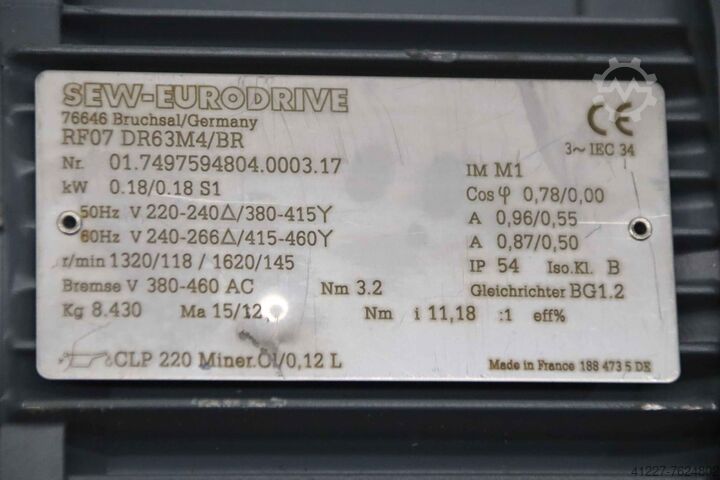 SEW-EURODRIVE
76646 Bruchsal/Germany
RF07 DR63M4/BR
CE
3~ IEC 34
Nr. 01.7497594804.0003.17
IM M1
kW 0.18/0.18 S1
Cos φ 0,78/0,00
50Hz V 220-240Δ/380-415Y
A 0,96/0,55
60Hz V 240-266Δ/415-460Y
A 0,87/0,50
r/min 1320/118 / 1620/145
IP 54 Iso.Kl. B
Bremse V 380-460 AC Nm 3.2
Gleichrichter BG1.2
Kg 8.430 Ma 15/12, Nm i 11,18 :1 eff%
CLP 220 Miner.Öl/0,12 L
Made in France 188 473 5 DE